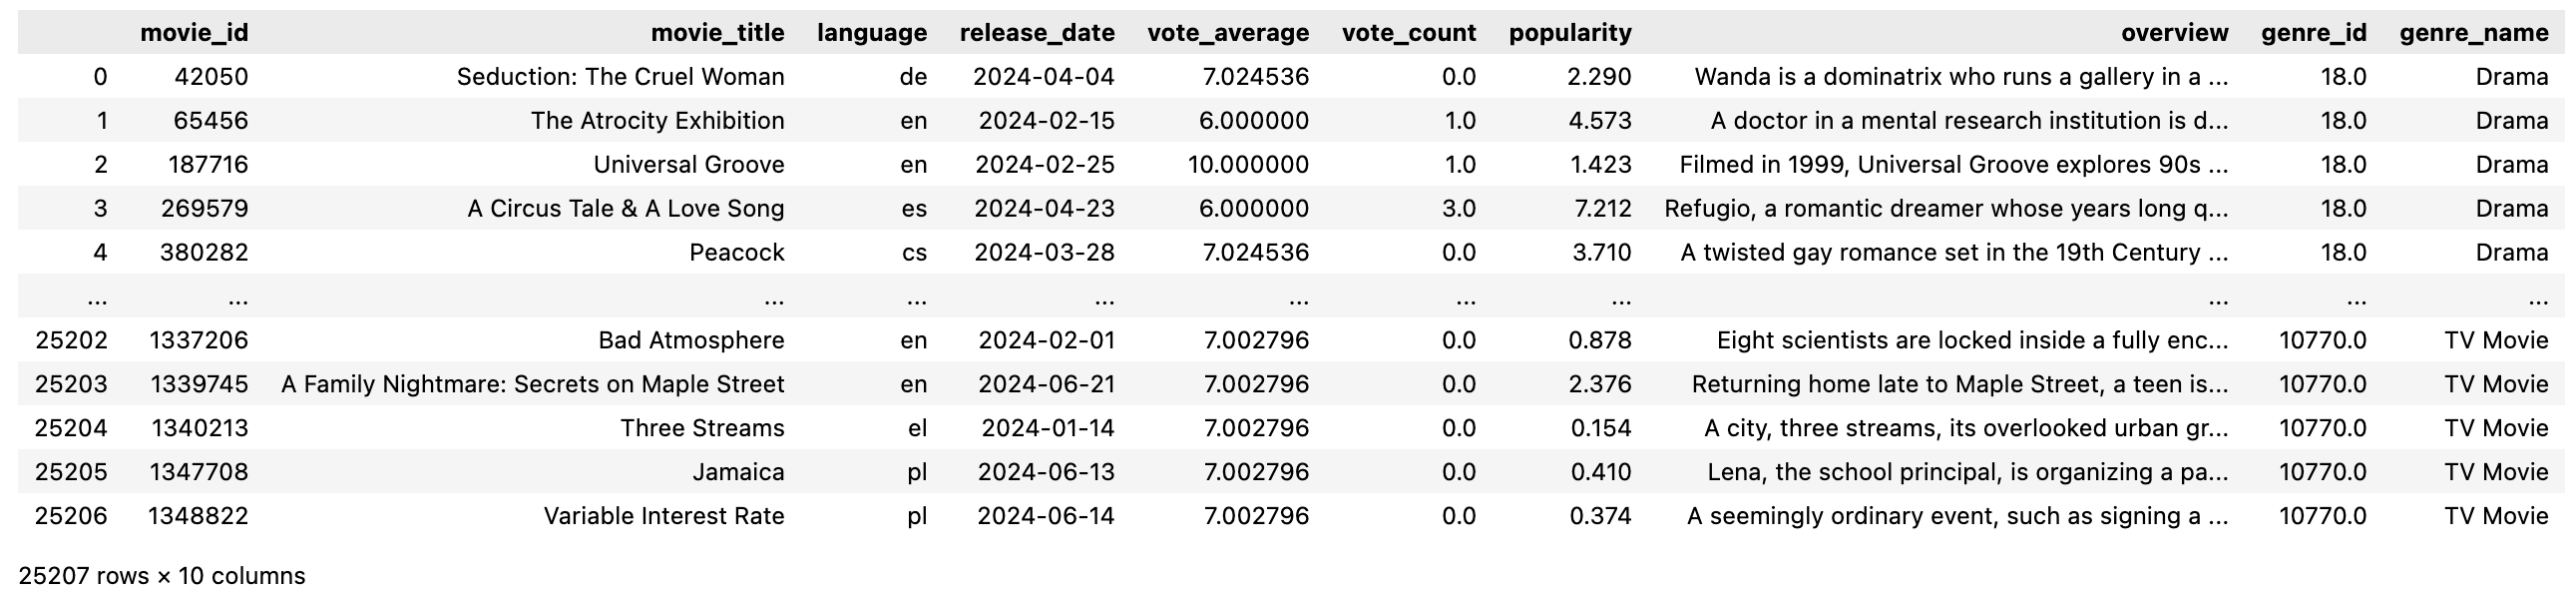 movie_id movie_title language release_date vote_average vote_count popularity overview genre_id genre_name
0 42050 Seduction: The Cruel Woman de 2024-04-04 7.024536 0.0 2.290 Wanda is a dominatrix who runs a gallery in a ... 18.0 Drama
1 65456 The Atrocity Exhibition en 2024-02-15 6.000000 1.0 4.573 A doctor in a mental research institution is d... 18.0 Drama
2 187716 Universal Groove en 2024-02-25 10.000000 1.0 1.423 Filmed in 1999, Universal Groove explores 90s ... 18.0 Drama
3 269579 A Circus Tale & A Love Song es 2024-04-23 6.000000 3.0 7.212 Refugio, a romantic dreamer whose years long q... 18.0 Drama
4 380282 Peacock cs 2024-03-28 7.024536 0.0 3.710 A twisted gay romance set in the 19th Century ... 18.0 Drama
... ... ... ... ... ... ... ... ... ... ...
25202 1337206 Bad Atmosphere en 2024-02-01 7.002796 0.0 0.878 Eight scientists are locked inside a fully enc... 10770.0 TV Movie
25203 1339745 A Family Nightmare: Secrets on Maple Street en 2024-06-21 7.002796 0.0 2.376 Returning home late to Maple Street, a teen is... 10770.0 TV Movie
25204 1340213 Three Streams el 2024-01-14 7.002796 0.0 0.154 A city, three streams, its overlooked urban gr... 10770.0 TV Movie
25205 1347708 Jamaica pl 2024-06-13 7.002796 0.0 0.410 Lena, the school principal, is organizing a pa... 10770.0 TV Movie
25206 1348822 Variable Interest Rate pl 2024-06-14 7.002796 0.0 0.374 A seemingly ordinary event, such as signing a ... 10770.0 TV Movie
25207 rows × 10 columns